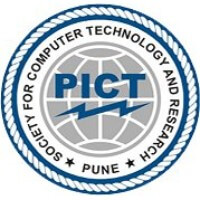 SOCIETY FOR COMPUTER TECHNOLOGY AND RESEARCH
PICT
★ PUNE ★